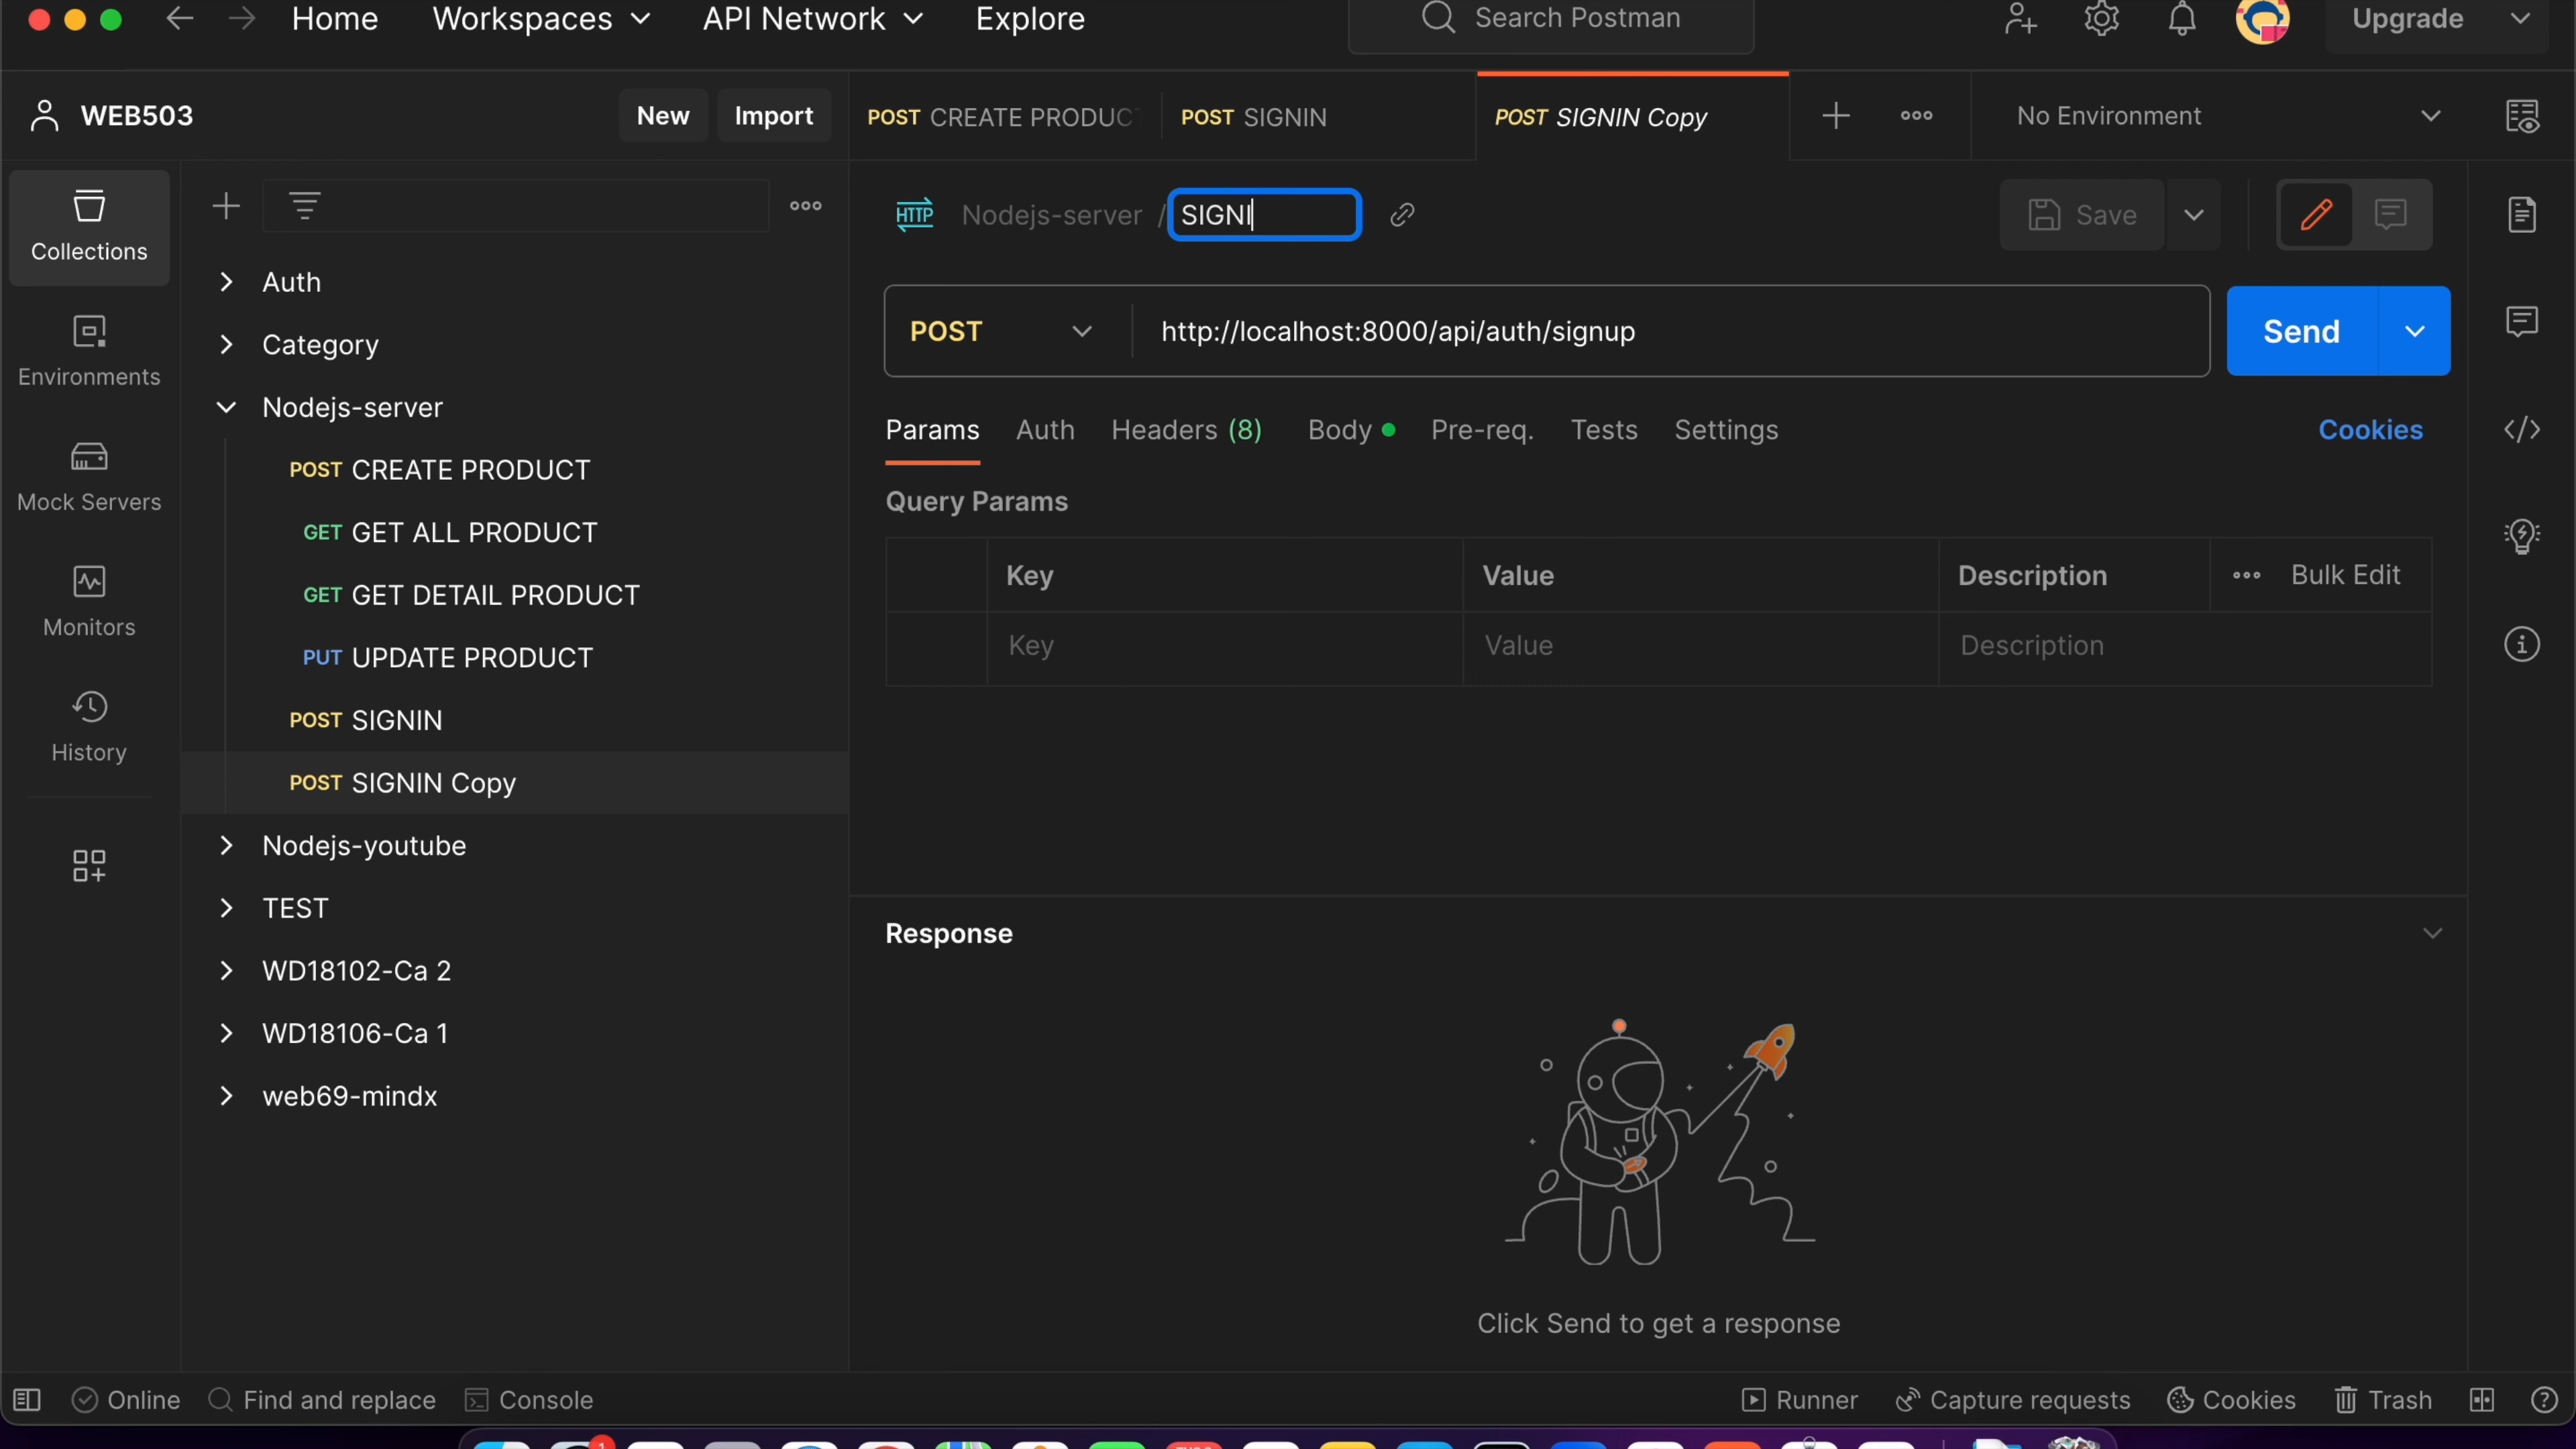 Home Workspaces API Network Explore Search Postman Upgrade
WEB503 New Import POST CREATE PRODUC POST SIGNIN POST SIGNIN Copy No Environment
HTTP Nodejs-server / SIGNI Save
Collections
Auth
Category
Nodejs-server
POST CREATE PRODUCT
GET GET ALL PRODUCT
GET GET DETAIL PRODUCT
PUT UPDATE PRODUCT
POST SIGNIN
POST SIGNIN Copy
Nodejs-youtube
TEST
WD18102-Ca 2
WD18106-Ca 1
web69-mindx
Environments
Mock Servers
Monitors
History
POST http://localhost:8000/api/auth/signup Send
Params Auth Headers (8) Body Pre-req. Tests Settings Cookies
Query Params
Key Value Description Bulk Edit
Key Value Description
Response
Click Send to get a response
Online Find and replace Console Runner Capture requests Cookies Trash
1